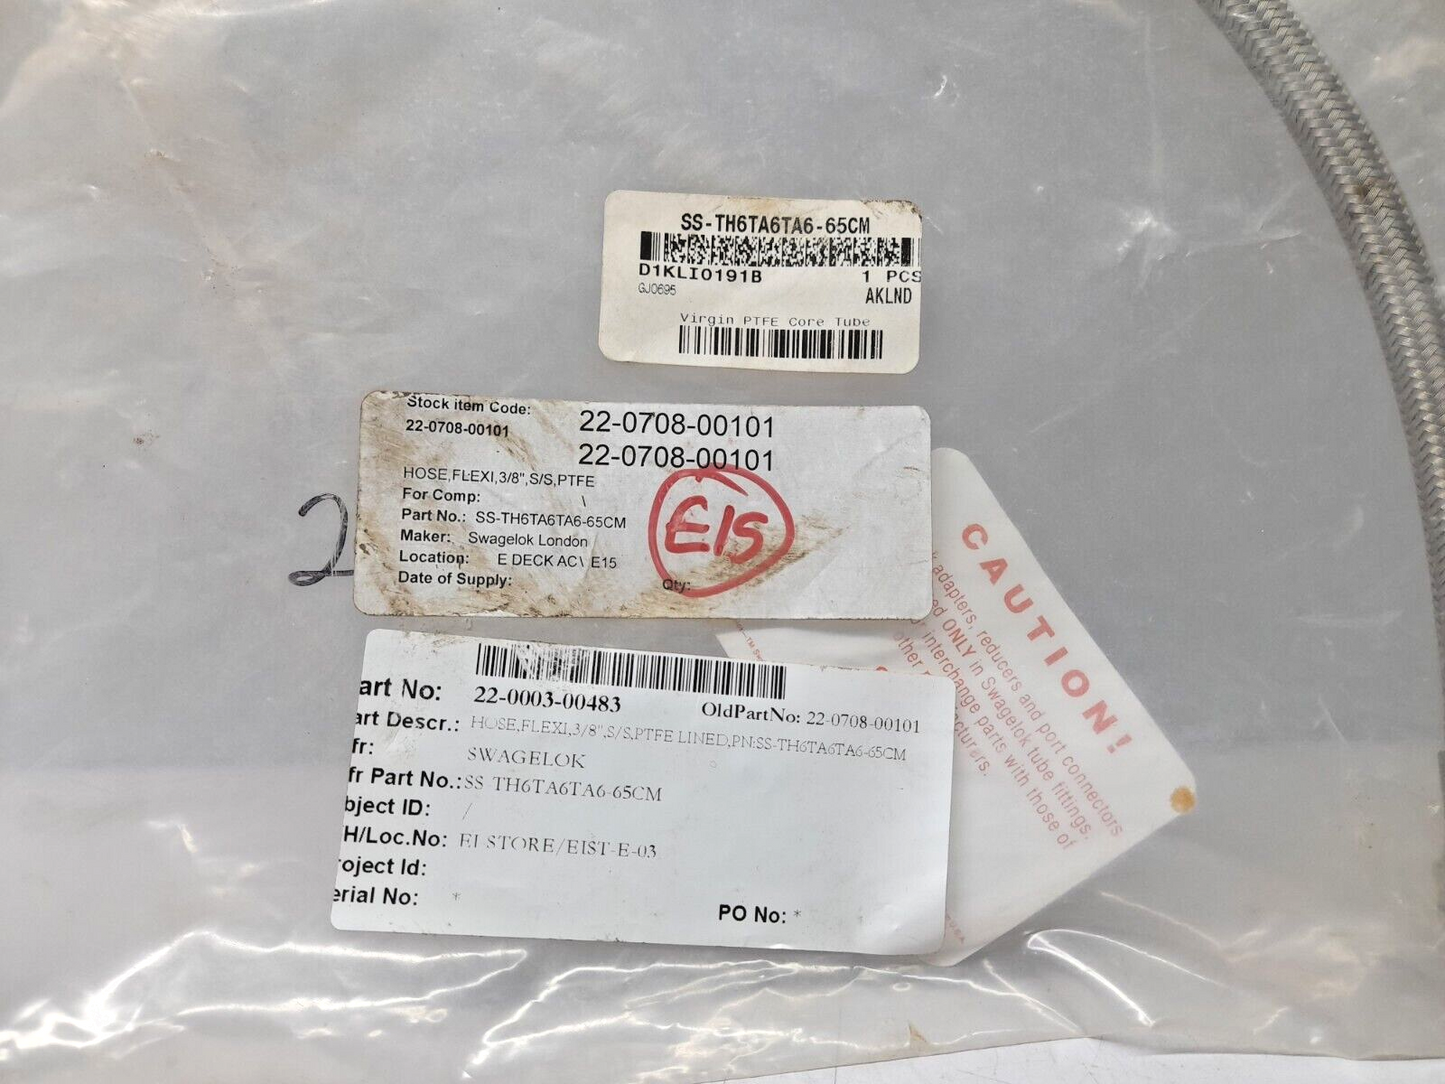 SS-TH6TA6TA6-65CM
D1KLI0191B 1 PCS
GJ0695 AKLND
Virgin PTFE Core Tube
Stock item Code: 22-0708-00101
22-0708-00101
22-0708-00101
HOSE,FLEXI,3/8",S/S,PTFE
For Comp: \
Part No.: SS-TH6TA6TA6-65CM
Maker: Swagelok London
Location: E DECK AC\ E15
Date of Supply: Qty:
E15
2
art No: 22-0003-00483 OldPartNo: 22-0708-00101
art Descr.: HOSE,FLEXI,3/8",S/S,PTFE LINED,PN:SS-TH6TA6TA6-65CM
fr: SWAGELOK
fr Part No.: SS TH6TA6TA6-65CM
bject ID: /
H/Loc.No: EI STORE/EIST-E-03
roject Id:
erial No: * PO No: *
CAUTION!
adapters, reducers and port connectors
ONLY in Swagelok tube fittings.
interchange parts with those of
other